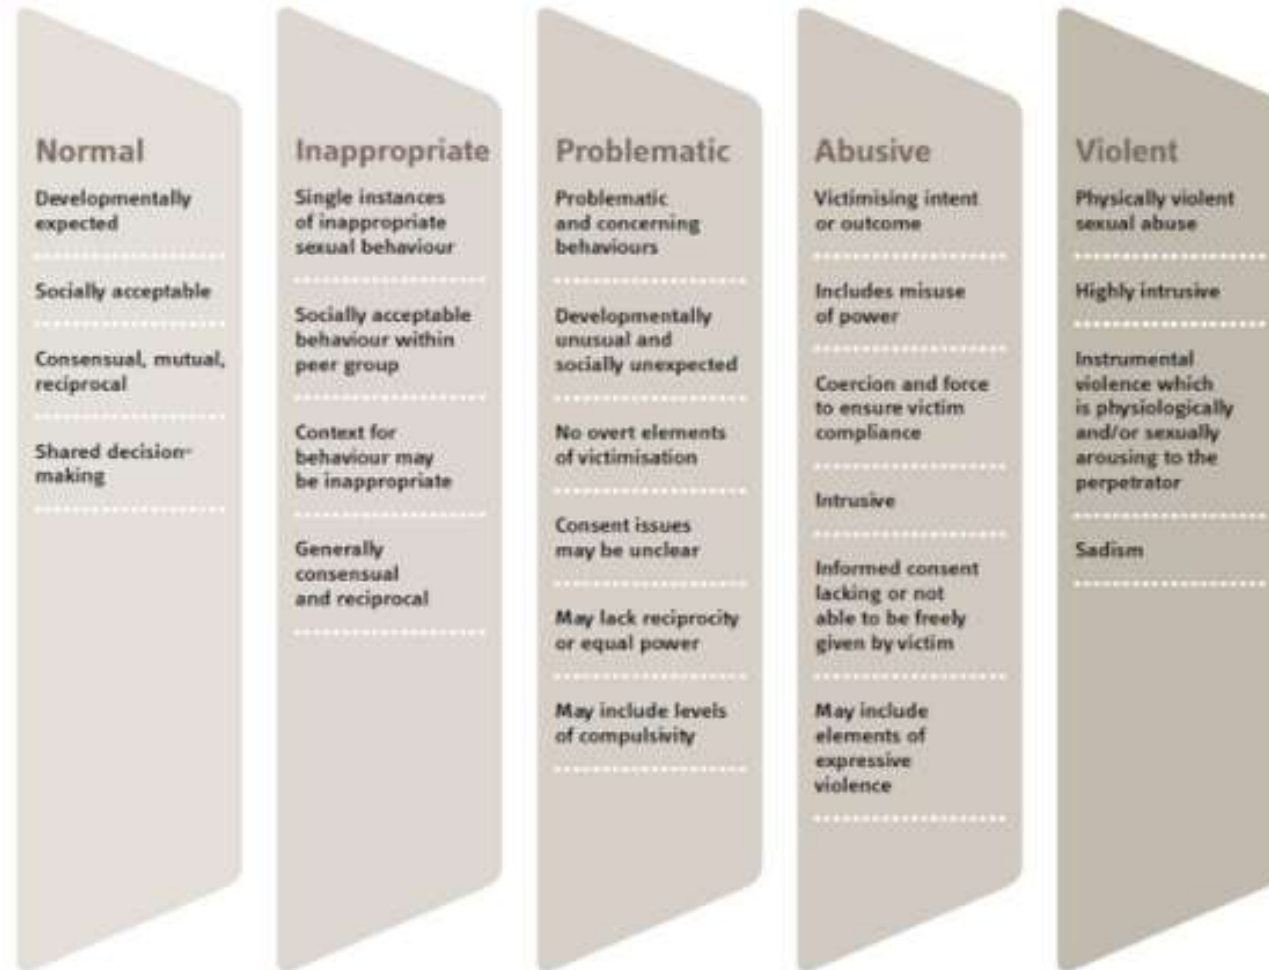 Normal
Developmentally
expected
Socially acceptable
Consensual, mutual,
reciprocal
Shared decision-
making
Inappropriate
Single instances
of inappropriate
sexual behaviour
Socially acceptable
behaviour within
peer group
Context for
behaviour may
be inappropriate
Generally
consensual
and reciprocal
Problematic
Problematic
and concerning
behaviours
Developmentally
unusual and
socially unexpected
No overt elements
of victimisation
Consent issues
may be unclear
May lack reciprocity
or equal power
May include levels
of compulsivity
Abusive
Victimising intent
or outcome
Includes misuse
of power
Coercion and force
to ensure victim
compliance
Intrusive
Informed consent
lacking or not
able to be freely
given by victim
May include
elements of
expressive
violence
Violent
Physically violent
sexual abuse
Highly intrusive
Instrumental
violence which
is physiologically
and/or sexually
arousing to the
perpetrator
Sadism